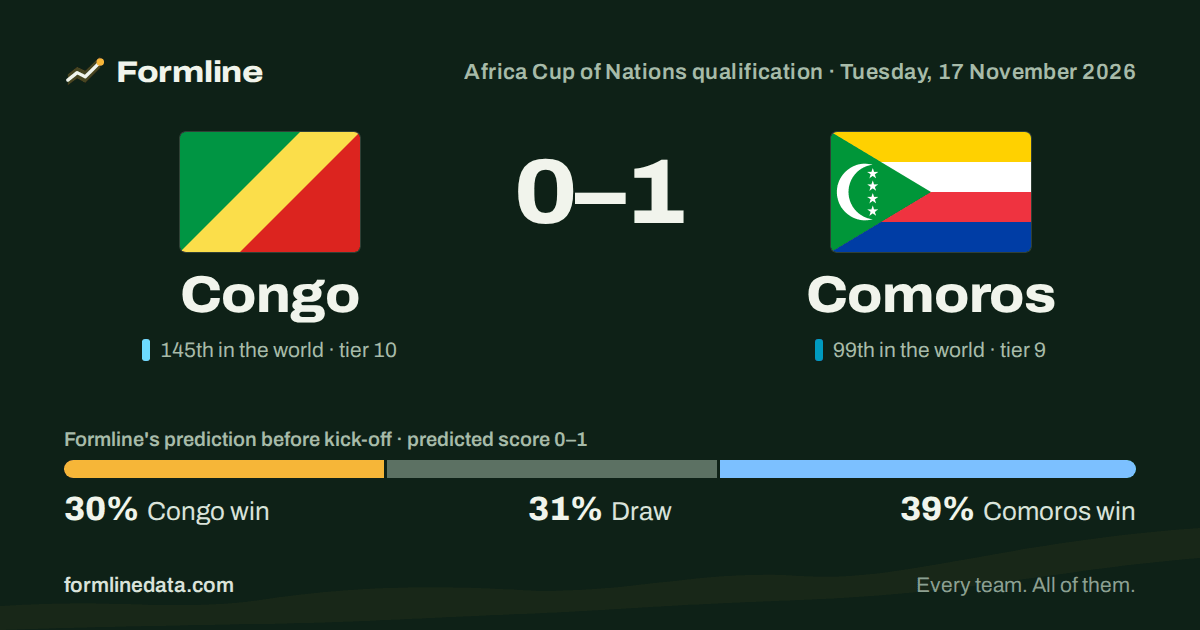 Formline
Africa Cup of Nations qualification · Tuesday, 17 November 2026
0–1
Congo
Comoros
145th in the world · tier 10
99th in the world · tier 9
Formline's prediction before kick-off · predicted score 0–1
30% Congo win
31% Draw
39% Comoros win
formlinedata.com
Every team. All of them.